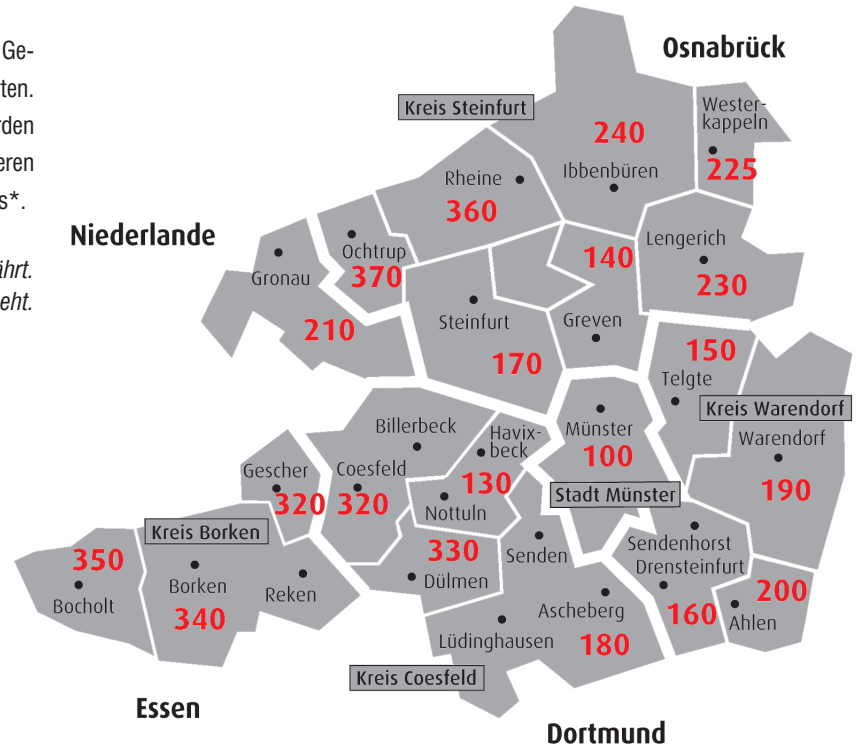 Ge-
ten.
rden
eren
s*.
ährt.
eht.
Osnabrück
Kreis Steinfurt
Wester-
kappeln
225
240
Ibbenbüren
Rheine
360
Niederlande
Ochtrup
370
Gronau
210
140
Greven
Lengerich
230
Steinfurt
170
150
Telgte
Kreis Warendorf
Warendorf
190
Billerbeck
Havix-
beck
130
Nottuln
Münster
100
Stadt Münster
Gescher
320
Coesfeld
320
Kreis Borken
350
Bocholt
Borken
340
Reken
330
Dülmen
Senden
Sendenhorst
Drensteinfurt
160
200
Ahlen
Ascheberg
180
Lüdinghausen
Kreis Coesfeld
Essen
Dortmund